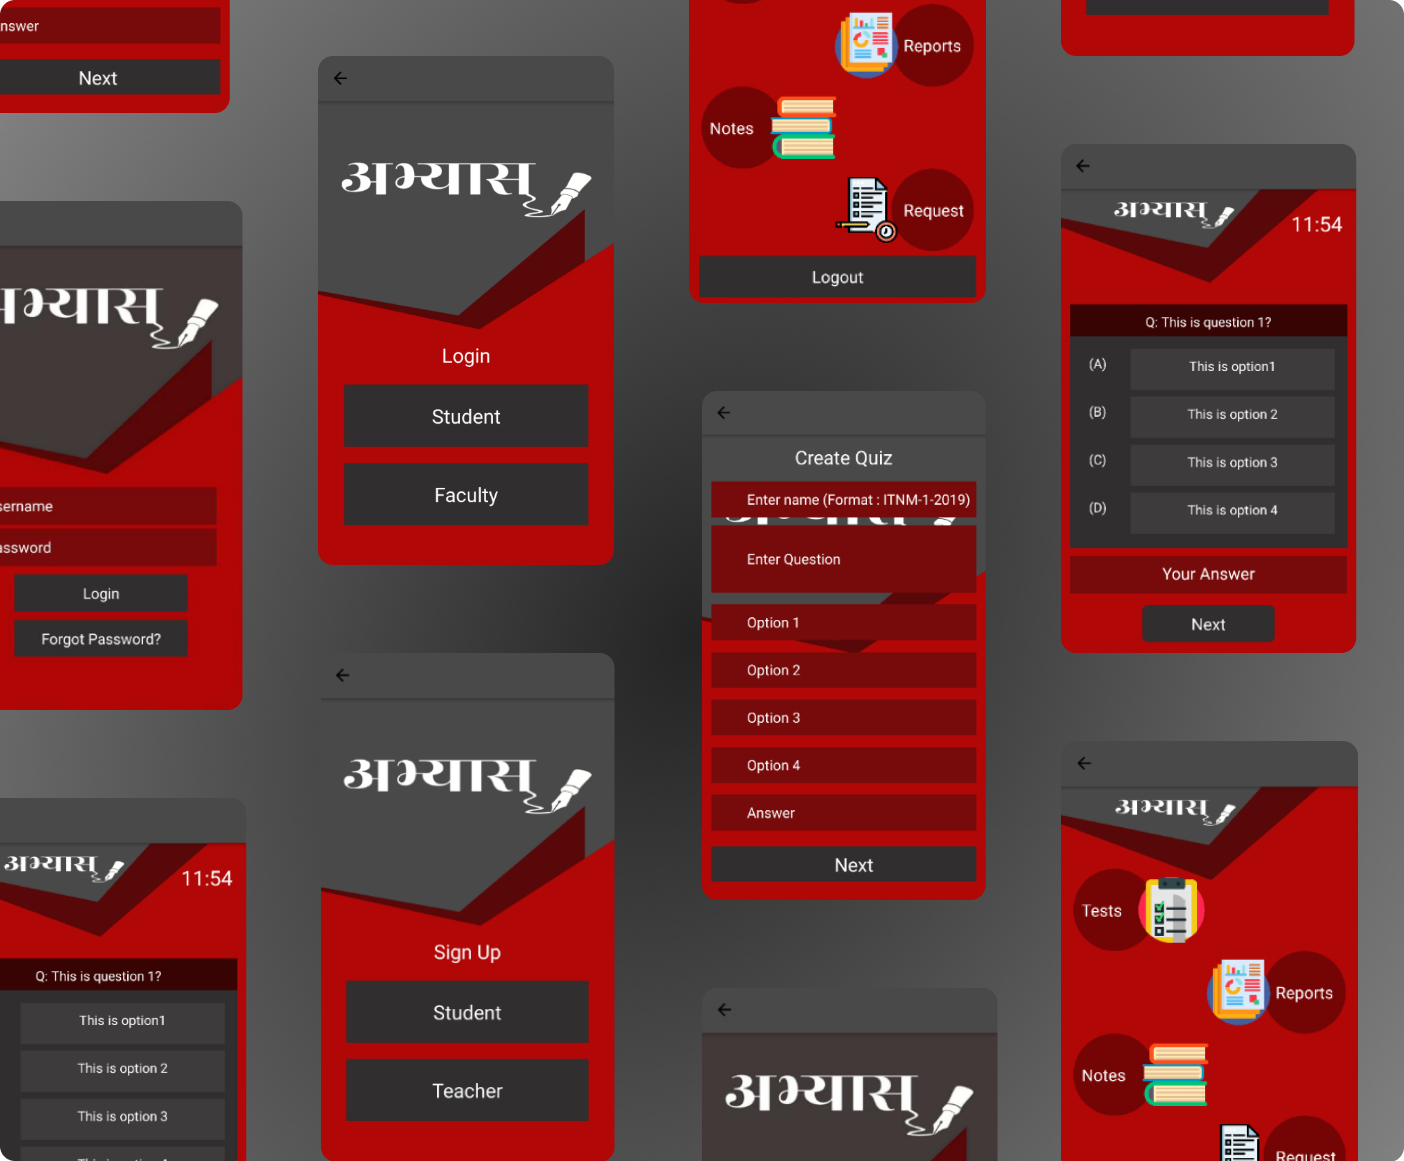 nswer
Next
अभ्यास
sername
assword
Login
Forgot Password?
अभ्यास
11:54
Q: This is question 1?
This is option1
This is option 2
This is option 3
अभ्यास
Login
Student
Faculty
अभ्यास
Sign Up
Student
Teacher
Reports
Notes
Request
Logout
Create Quiz
Enter name (Format : ITNM-1-2019)
Enter Question
Option 1
Option 2
Option 3
Option 4
Answer
Next
अभ्यास
अभ्यास
11:54
Q: This is question 1?
(A) This is option1
(B) This is option 2
(C) This is option 3
(D) This is option 4
Your Answer
Next
अभ्यास
Tests
Reports
Notes
Request